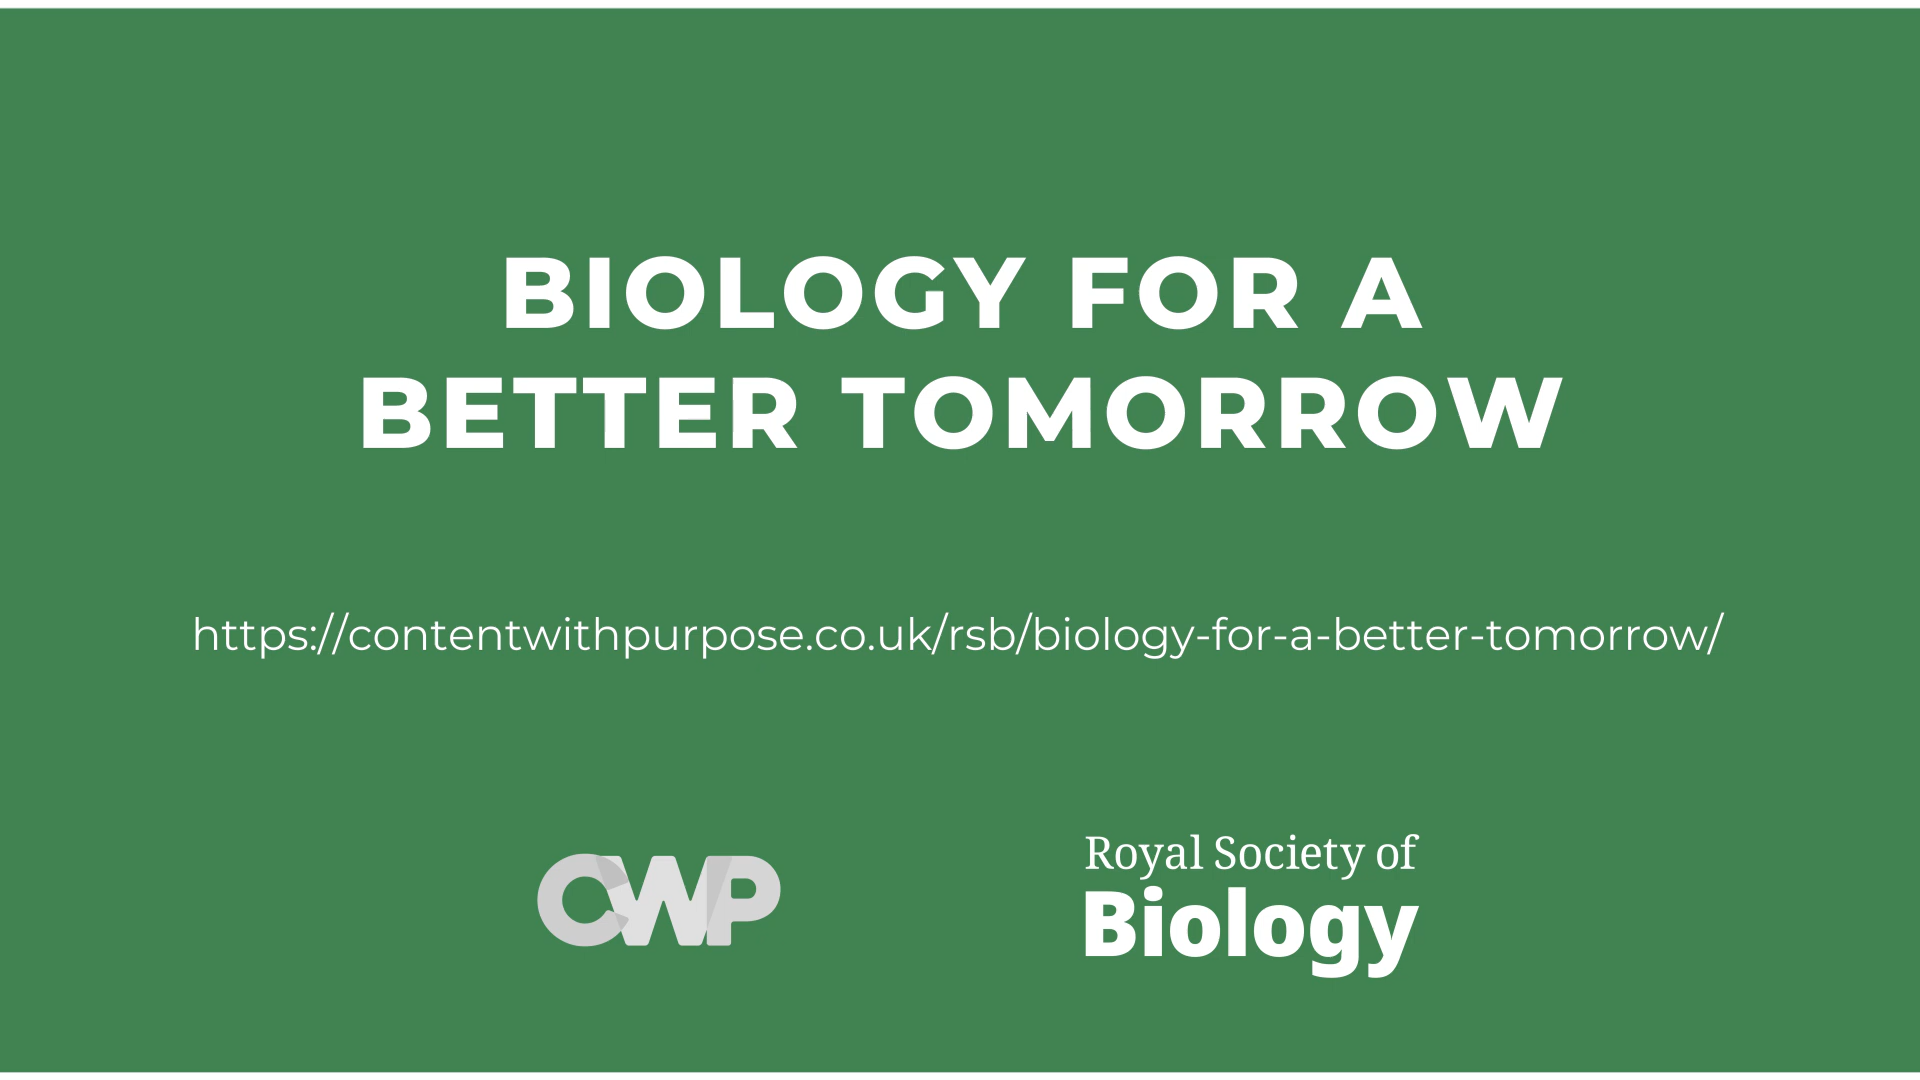 BIOLOGY FOR A
BETTER TOMORROW
https://contentwithpurpose.co.uk/rsb/biology-for-a-better-tomorrow/
CWP
Royal Society of
Biology